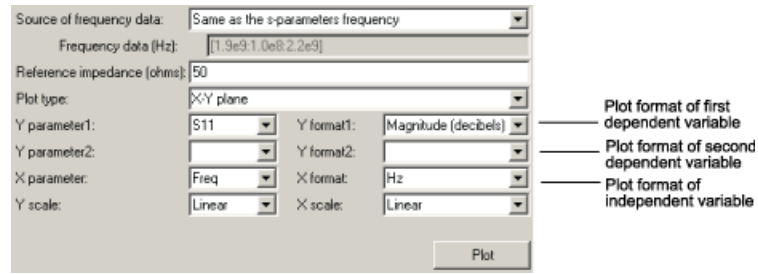 Source of frequency data: Same as the s-parameters frequency
Frequency data (Hz): [1.9e9:1.0e8:2.2e9]
Reference impedance (ohms): 50
Plot type: X-Y plane
Y parameter1: S11 Y format1: Magnitude (decibels)
Plot format of first
dependent variable
Y parameter2: Y format2:
Plot format of second
dependent variable
X parameter: Freq X format: Hz
Plot format of
independent variable
Y scale: Linear X scale: Linear
Plot